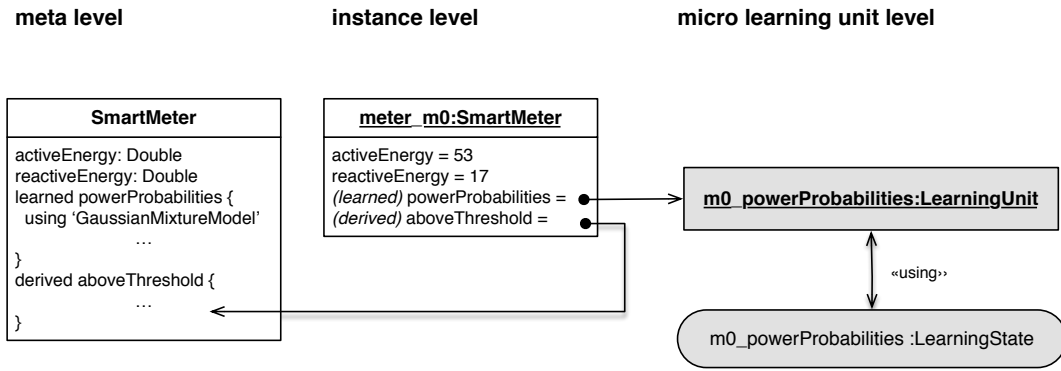 meta level
instance level
micro learning unit level
SmartMeter
activeEnergy: Double
reactiveEnergy: Double
learned powerProbabilities {
using ‘GaussianMixtureModel’
...
}
derived aboveThreshold {
...
}
meter_m0:SmartMeter
activeEnergy = 53
reactiveEnergy = 17
(learned) powerProbabilities =
(derived) aboveThreshold =
m0_powerProbabilities:LearningUnit
«using››
m0_powerProbabilities :LearningState